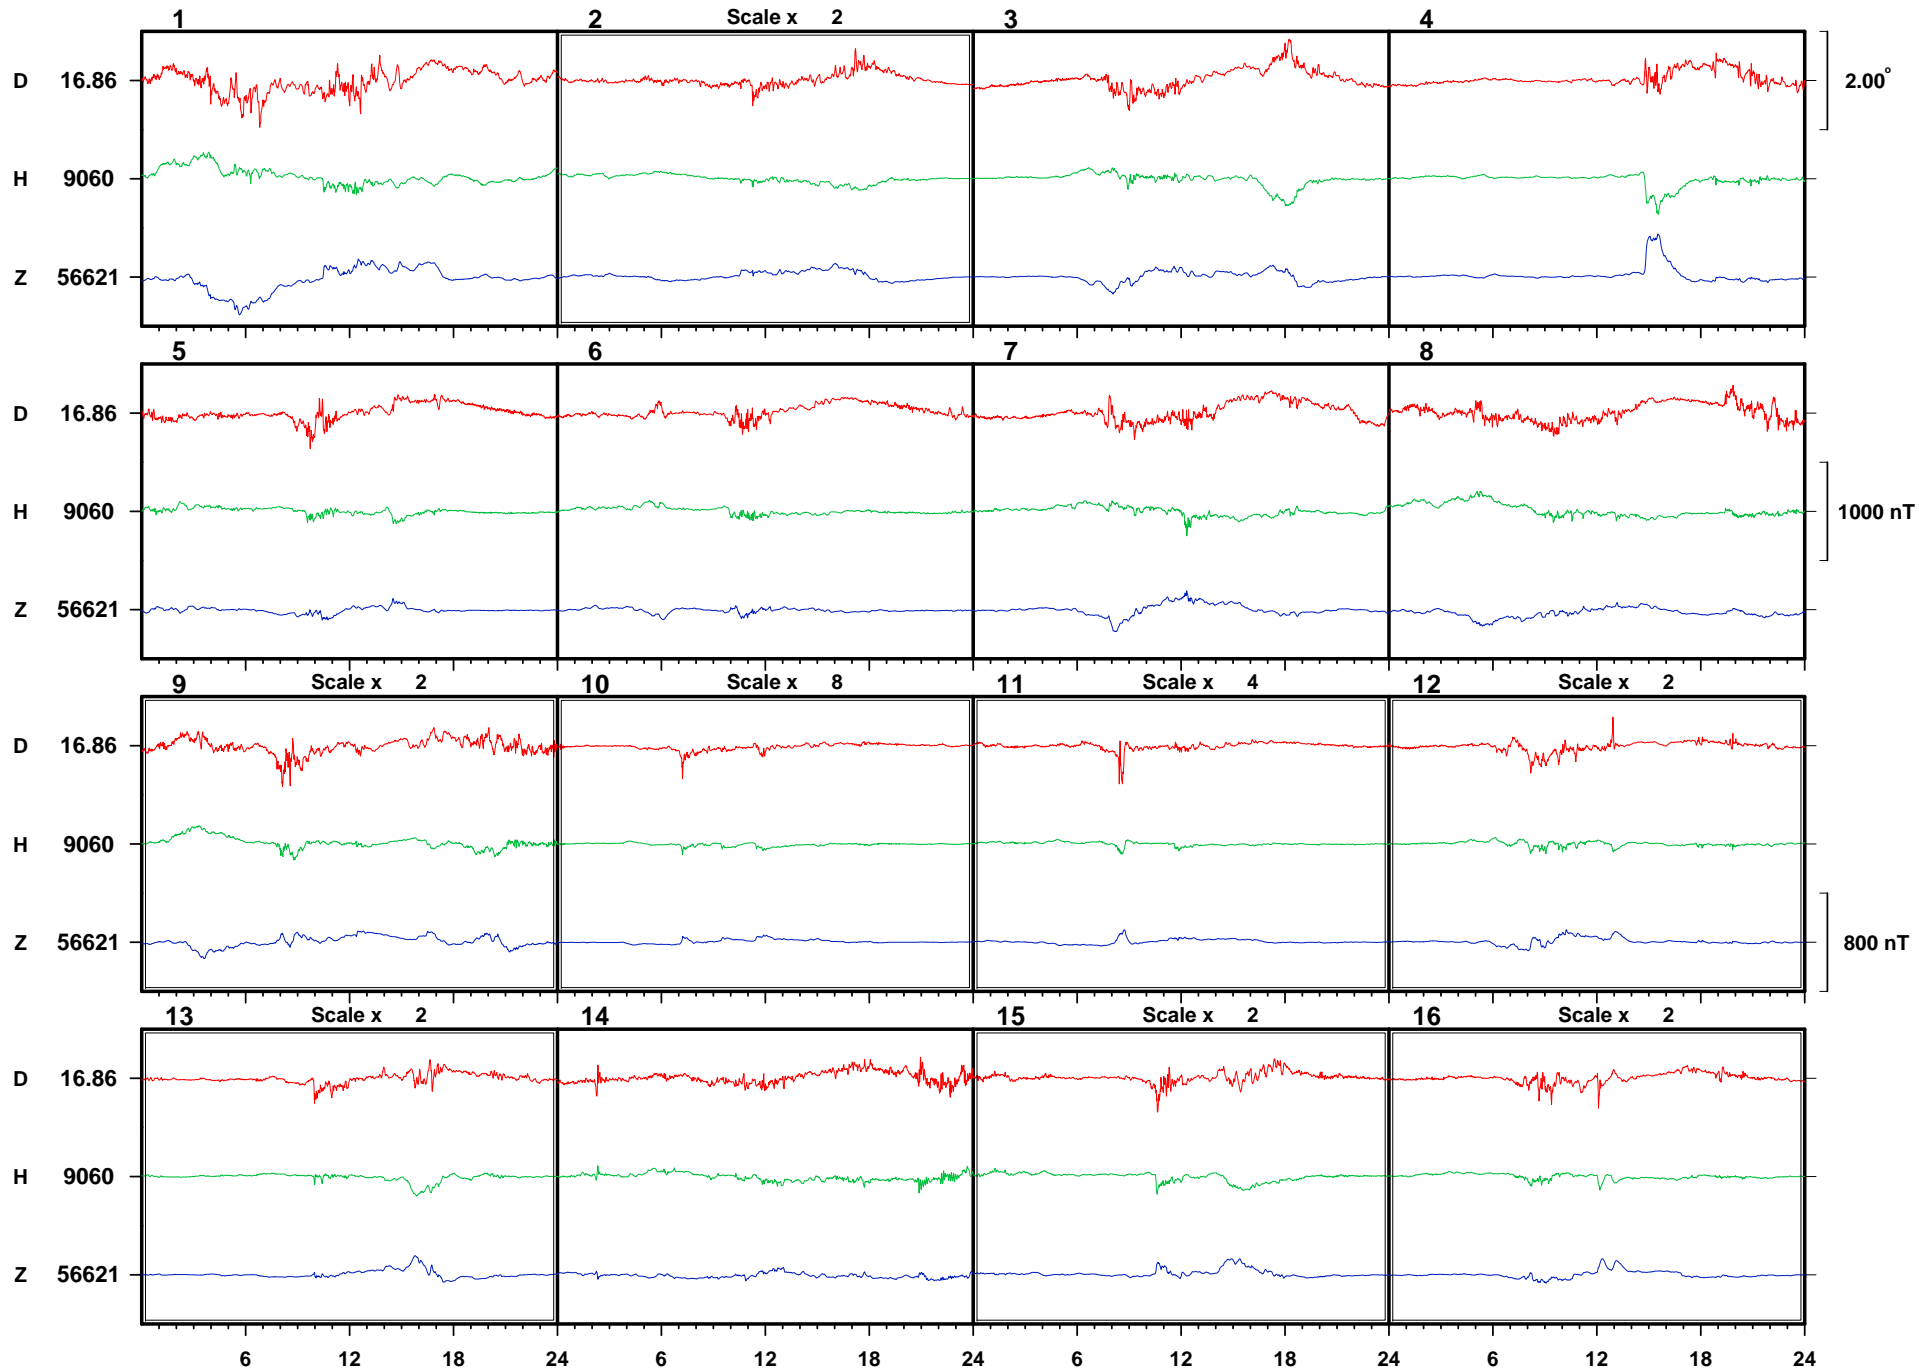 1 2 Scale x 2 3 4
D 16.86 2.00°
H 9060
Z 56621
5 6 7 8
D 16.86
H 9060 1000 nT
Z 56621
9 Scale x 2 10 Scale x 8 11 Scale x 4 12 Scale x 2
D 16.86
H 9060
Z 56621 800 nT
13 Scale x 2 14 15 Scale x 2 16 Scale x 2
D 16.86
H 9060
Z 56621
6 12 18 24 6 12 18 24 6 12 18 24 6 12 18 24